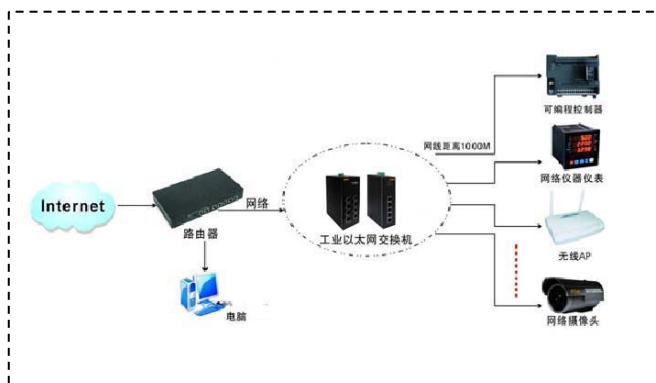 可编程控制器
网线距离1000M
网络仪器仪表
Internet
网络
路由器
工业以太网交换机
无线AP
电脑
网络摄像头